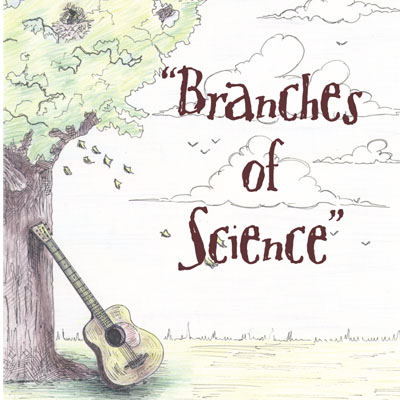 “Branches
of
Science”